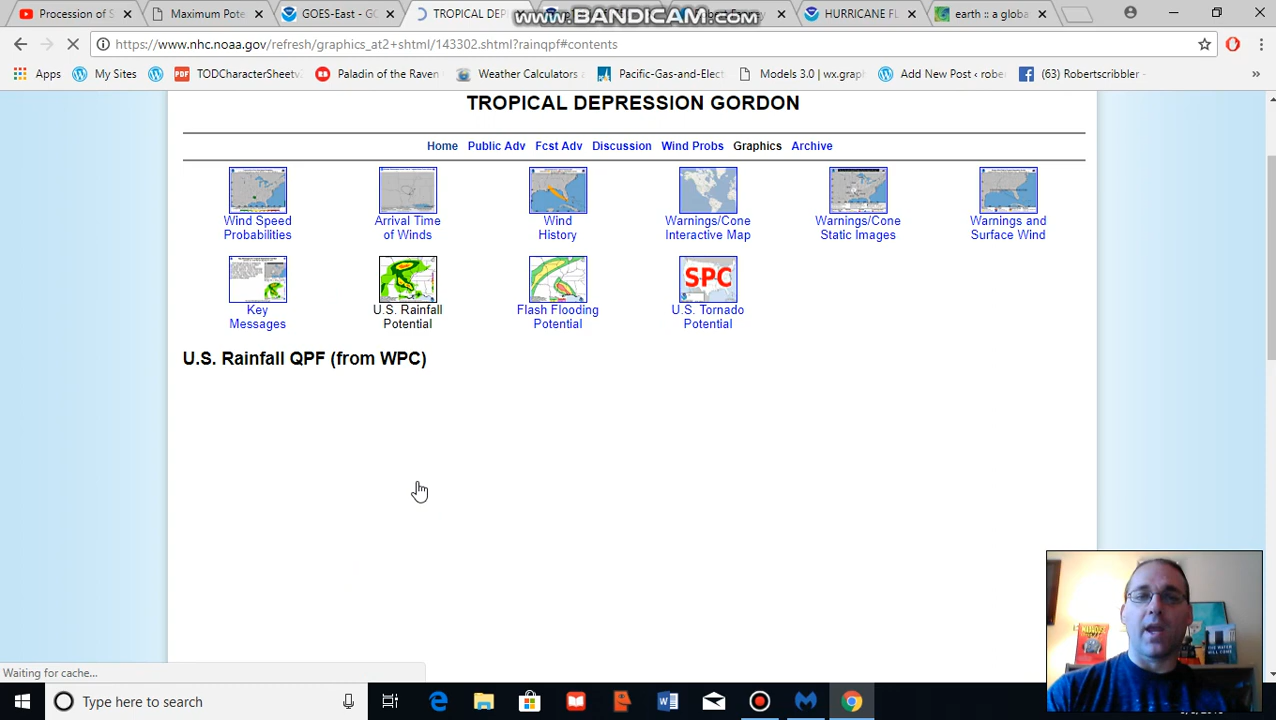 Procession of S
Maximum Pote
GOES-East - GO
TROPICAL DEP
HURRICANE FL
earth :: a globa
www.BANDICAM.com
https://www.nhc.noaa.gov/refresh/graphics_at2+shtml/143302.shtml?rainqpf#contents
Apps
My Sites
TODCharacterSheetv
Paladin of the Raven
Weather Calculators
Pacific-Gas-and-Elect
Models 3.0 | wx.grap
Add New Post ‹ robe
(63) Robertscribbler -
TROPICAL DEPRESSION GORDON
Home Public Adv Fcst Adv Discussion Wind Probs Graphics Archive
Wind Speed
Probabilities
Arrival Time
of Winds
Wind
History
Warnings/Cone
Interactive Map
Warnings/Cone
Static Images
Warnings and
Surface Wind
SPC
Key
Messages
U.S. Rainfall
Potential
Flash Flooding
Potential
U.S. Tornado
Potential
U.S. Rainfall QPF (from WPC)
THE WATER
WILL COME
Waiting for cache...
Type here to search